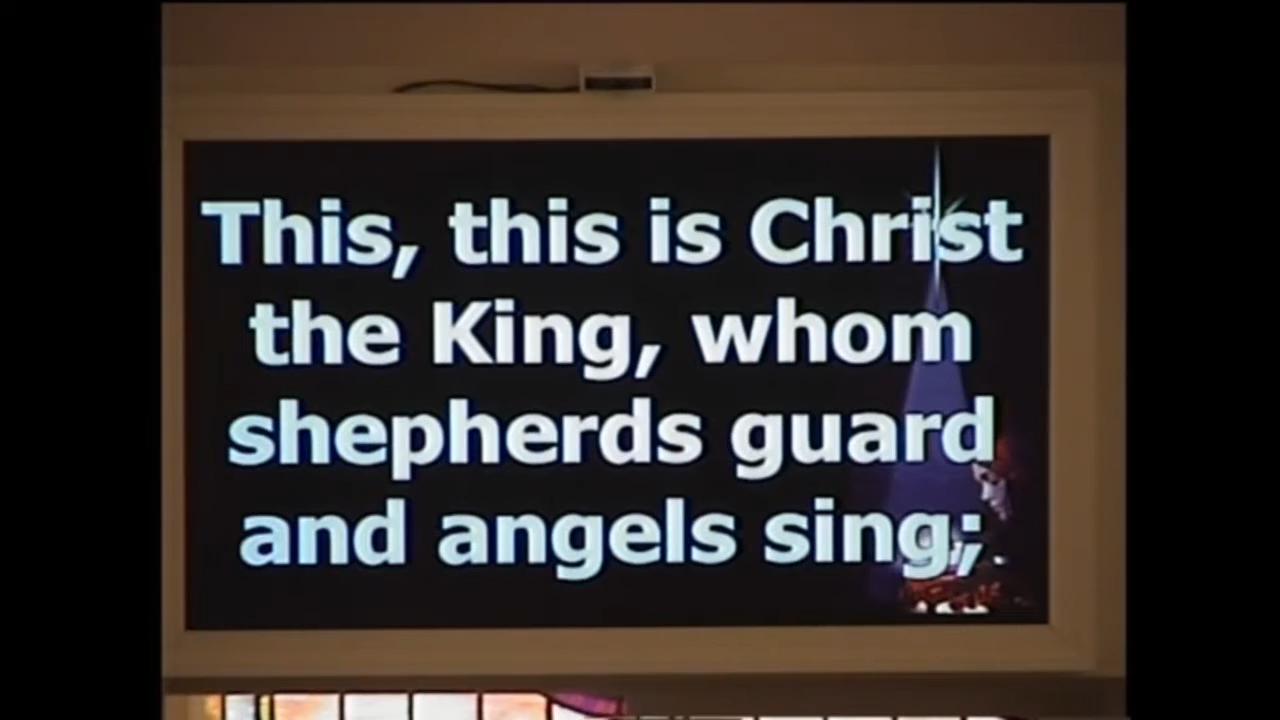 This, this is Christ
the King, whom
shepherds guard
and angels sing;